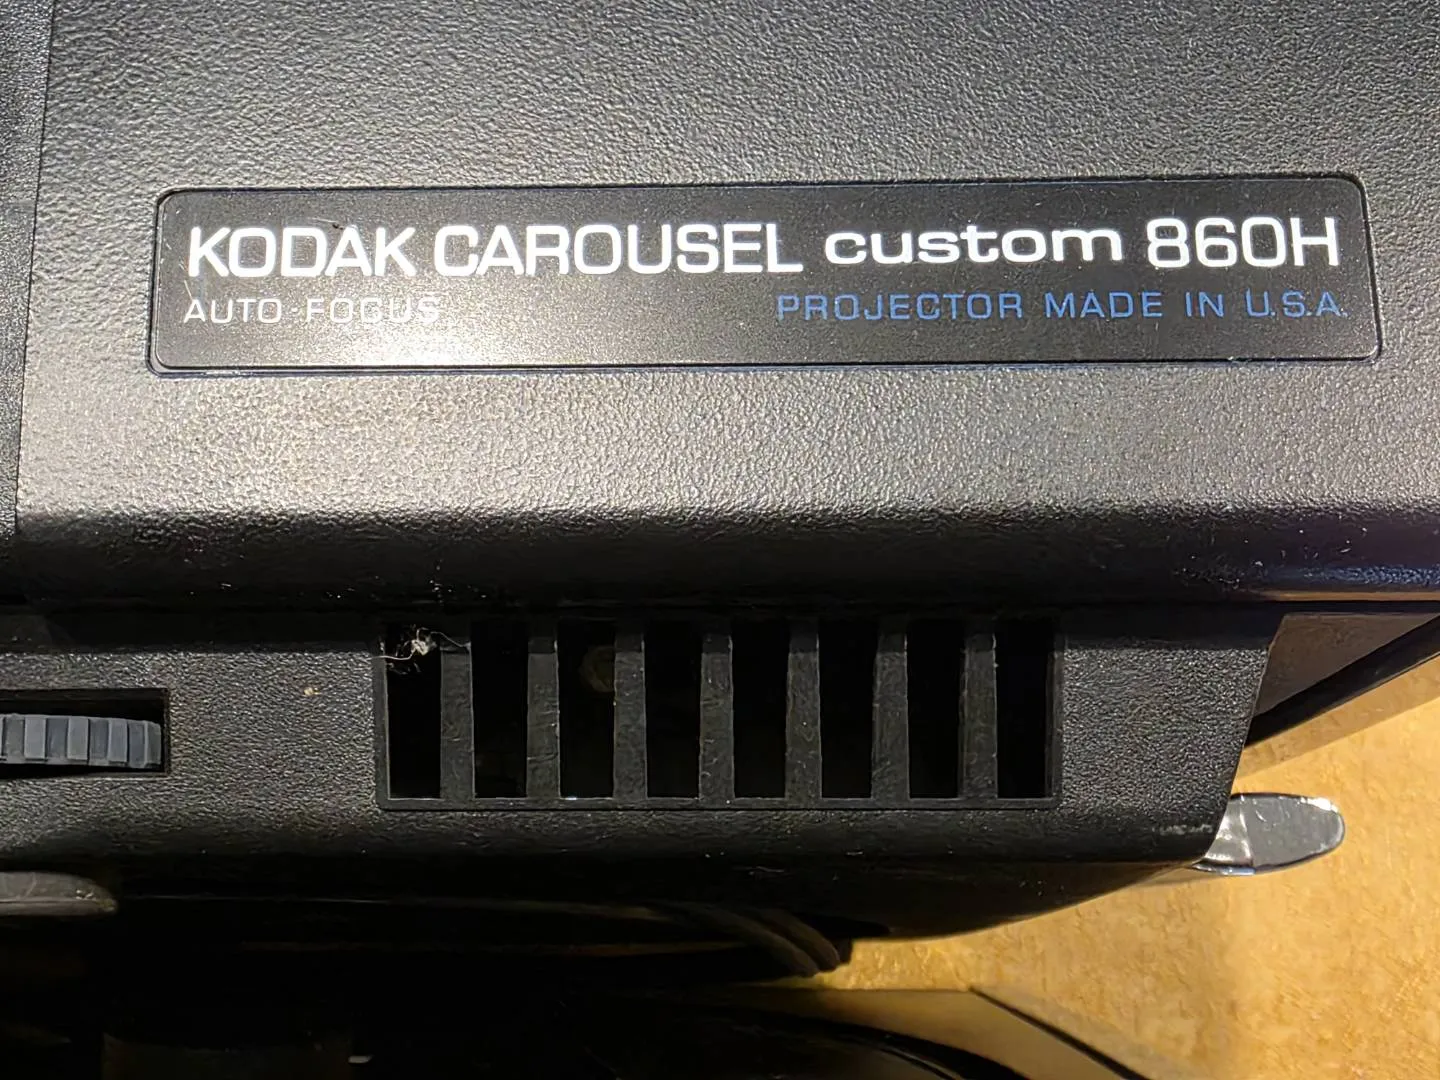 KODAK CAROUSEL custom 860H
AUTO-FOCUS PROJECTOR MADE IN U.S.A.